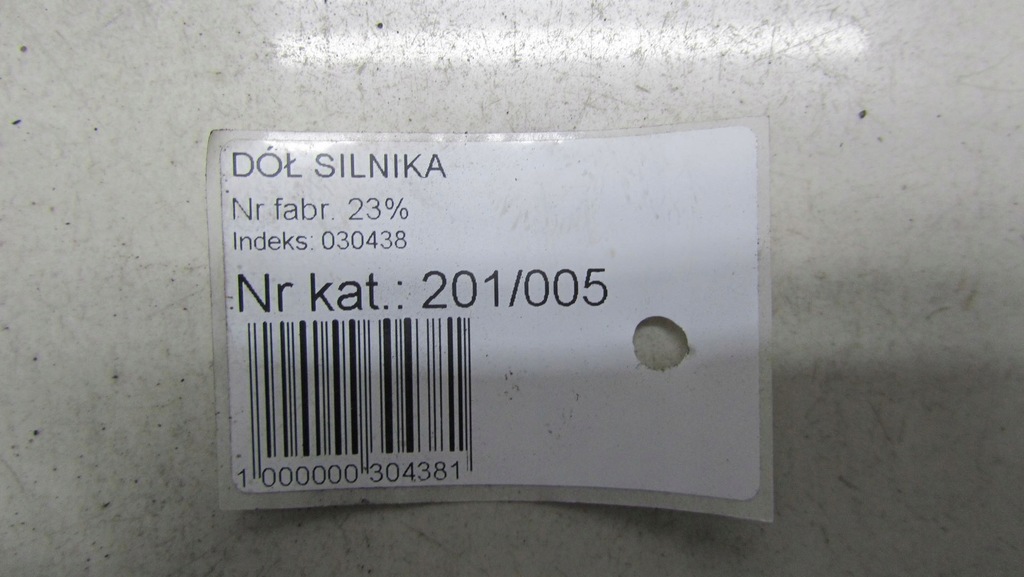 DÓŁ SILNIKA
Nr fabr. 23%
Indeks: 030438
Nr kat.: 201/005
1 000000 304381